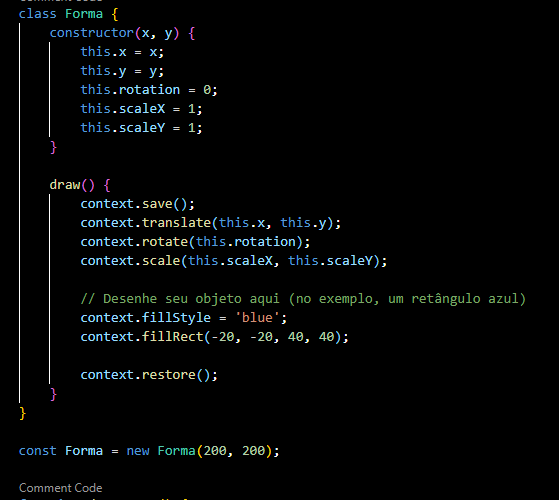 Comment Code
class Forma {
    constructor(x, y) {
        this.x = x;
        this.y = y;
        this.rotation = 0;
        this.scaleX = 1;
        this.scaleY = 1;
    }

    draw() {
        context.save();
        context.translate(this.x, this.y);
        context.rotate(this.rotation);
        context.scale(this.scaleX, this.scaleY);

        // Desenhe seu objeto aqui (no exemplo, um retângulo azul)
        context.fillStyle = 'blue';
        context.fillRect(-20, -20, 40, 40);

        context.restore();
    }
}

const Forma = new Forma(200, 200);

Comment Code